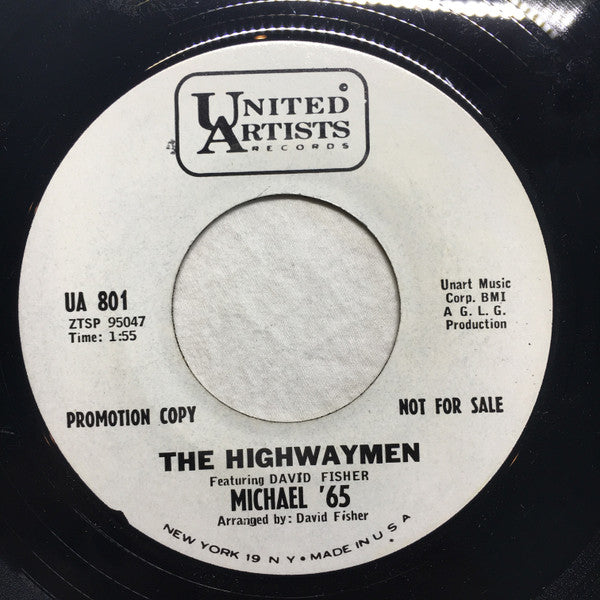 ©
UNITED
ARTISTS
RECORDS
UA 801
ZTSP 95047
Time: 1:55
Unart Music
Corp. BMI
A G. L. G.
Production
PROMOTION COPY
NOT FOR SALE
THE HIGHWAYMEN
Featuring DAVID FISHER
MICHAEL '65
Arranged by: David Fisher
NEW YORK 19 N Y • MADE IN U S A